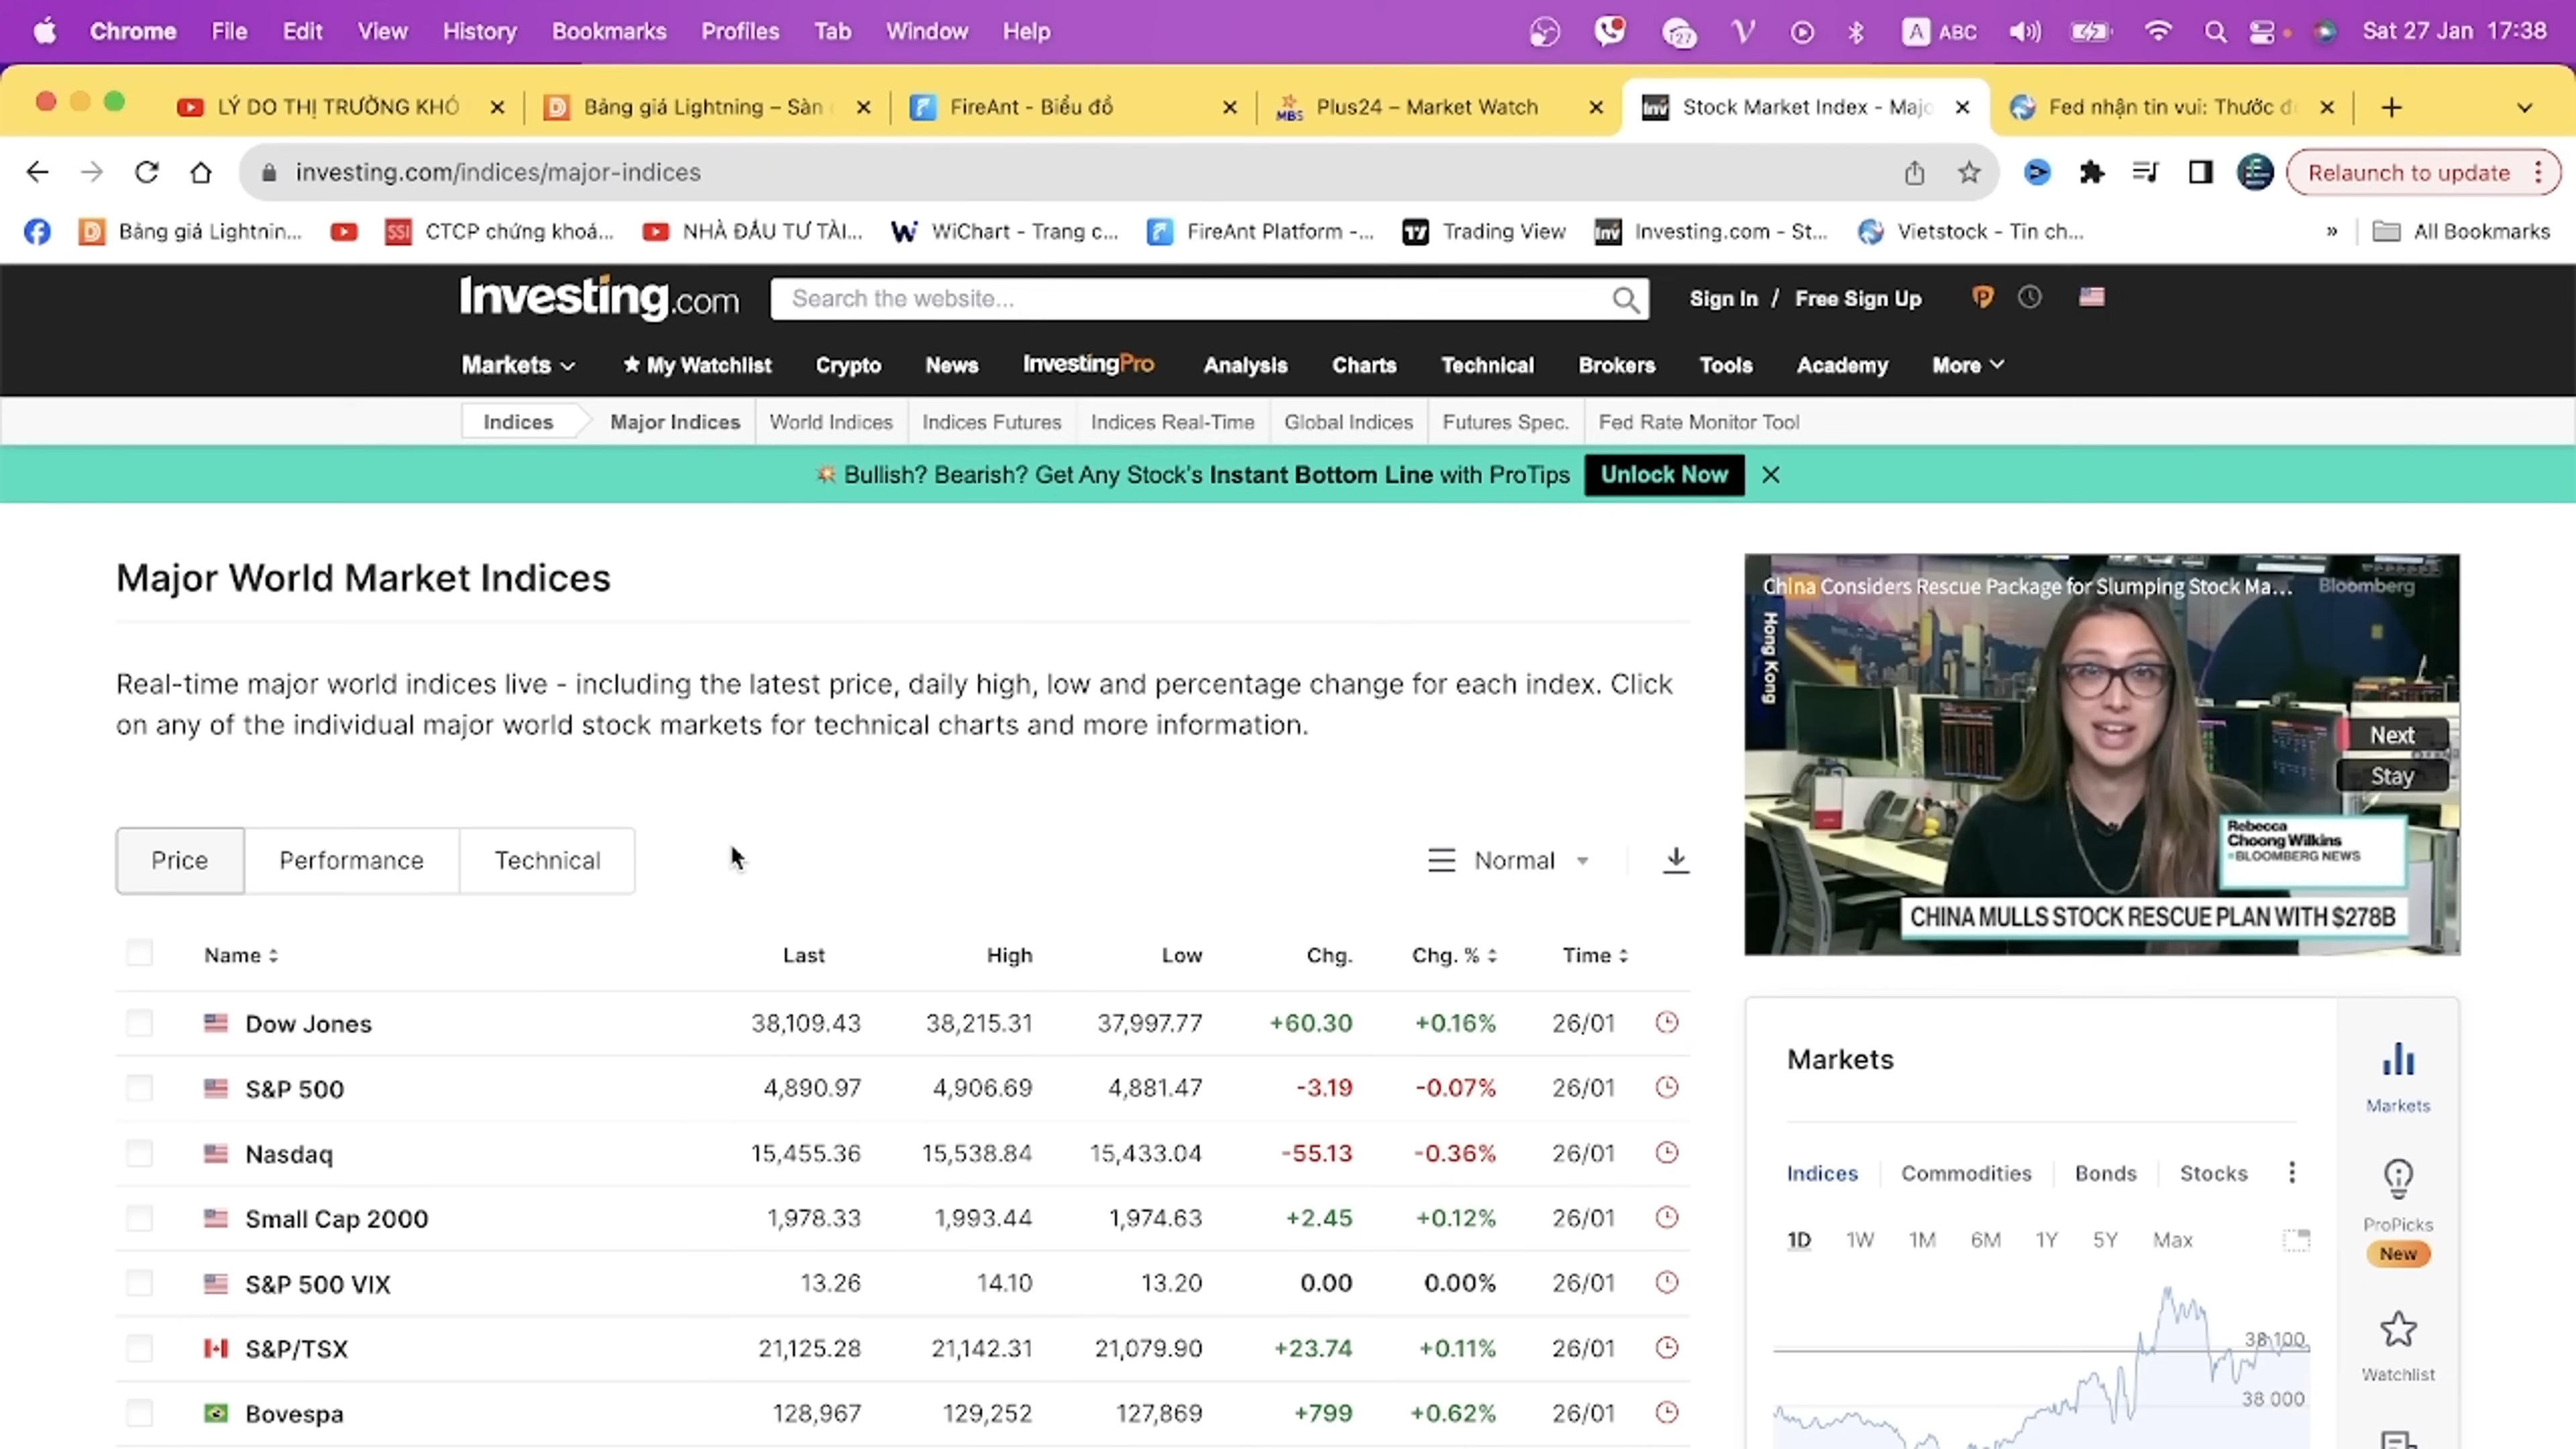 Chrome File Edit View History Bookmarks Profiles Tab Window Help 127 A ABC Sat 27 Jan 17:38
LÝ DO THỊ TRƯỜNG KHÓ Bảng giá Lightning – Sàn FireAnt - Biểu đồ MBS Plus24 – Market Watch Inv Stock Market Index - Majo Fed nhận tin vui: Thước đ
investing.com/indices/major-indices Relaunch to update
Bảng giá Lightnin... SSI CTCP chứng khoá... NHÀ ĐẦU TƯ TÀI... WiChart - Trang c... FireAnt Platform -... Trading View Inv Investing.com - St... Vietstock - Tin ch... » All Bookmarks
Investing.com Search the website... Sign In / Free Sign Up
Markets My Watchlist Crypto News InvestingPro Analysis Charts Technical Brokers Tools Academy More
Indices Major Indices World Indices Indices Futures Indices Real-Time Global Indices Futures Spec. Fed Rate Monitor Tool
Bullish? Bearish? Get Any Stock's Instant Bottom Line with ProTips Unlock Now
Major World Market Indices
Real-time major world indices live - including the latest price, daily high, low and percentage change for each index. Click
on any of the individual major world stock markets for technical charts and more information.
Price Performance Technical Normal
Name Last High Low Chg. Chg. % Time
Dow Jones 38,109.43 38,215.31 37,997.77 +60.30 +0.16% 26/01
S&P 500 4,890.97 4,906.69 4,881.47 -3.19 -0.07% 26/01
Nasdaq 15,455.36 15,538.84 15,433.04 -55.13 -0.36% 26/01
Small Cap 2000 1,978.33 1,993.44 1,974.63 +2.45 +0.12% 26/01
S&P 500 VIX 13.26 14.10 13.20 0.00 0.00% 26/01
S&P/TSX 21,125.28 21,142.31 21,079.90 +23.74 +0.11% 26/01
Bovespa 128,967 129,252 127,869 +799 +0.62% 26/01
China Considers Rescue Package for Slumping Stock Ma... Bloomberg
Hong Kong
Next
Stay
Rebecca
Choong Wilkins
BLOOMBERG NEWS
CHINA MULLS STOCK RESCUE PLAN WITH $278B
Markets
Indices Commodities Bonds Stocks
1D 1W 1M 6M 1Y 5Y Max
38 100
38 000
Markets
ProPicks
New
Watchlist